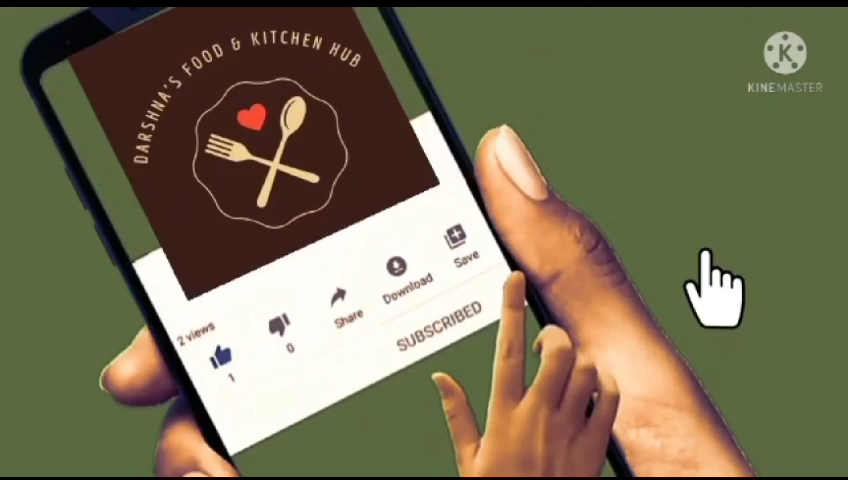 DARSHNA'S FOOD & KITCHEN HUB
K
KINEMASTER
2 views
1
0
Share
Download
Save
SUBSCRIBED